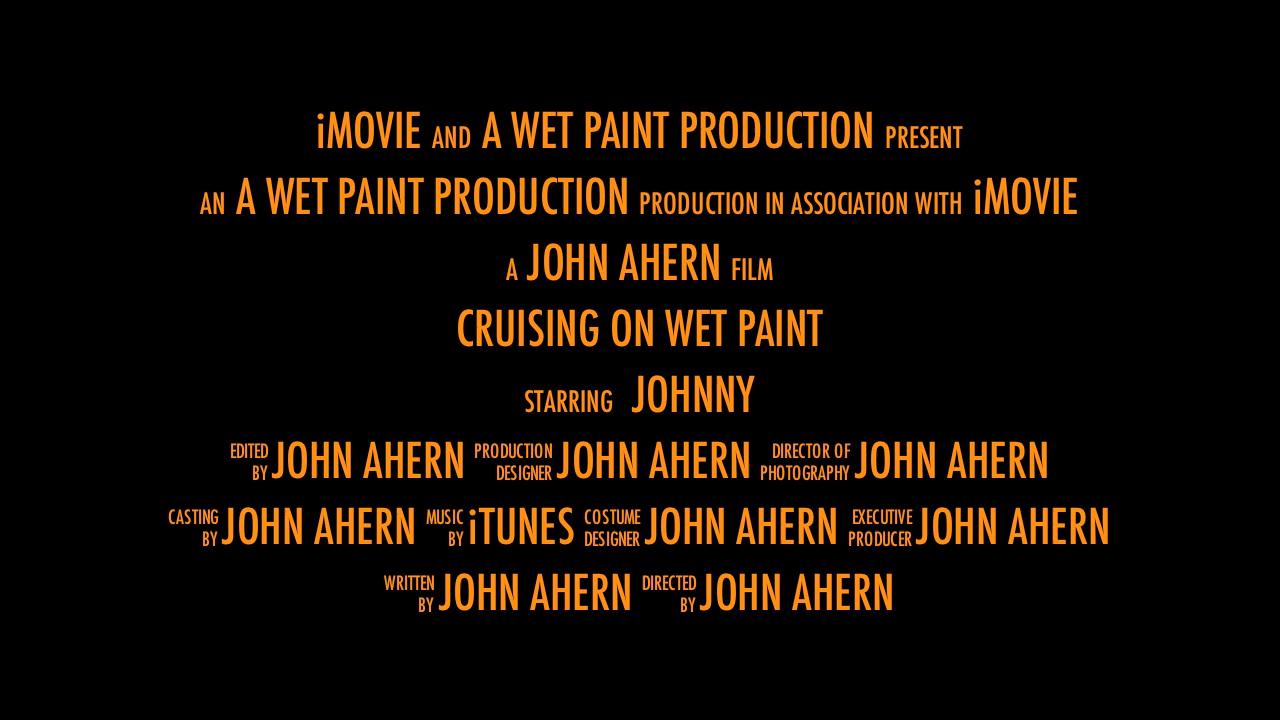 iMOVIE AND A WET PAINT PRODUCTION PRESENT
AN A WET PAINT PRODUCTION PRODUCTION IN ASSOCIATION WITH iMOVIE
A JOHN AHERN FILM
CRUISING ON WET PAINT
STARRING JOHNNY
EDITED BY JOHN AHERN PRODUCTION DESIGNER JOHN AHERN DIRECTOR OF PHOTOGRAPHY JOHN AHERN
CASTING BY JOHN AHERN MUSIC BY iTUNES COSTUME DESIGNER JOHN AHERN EXECUTIVE PRODUCER JOHN AHERN
WRITTEN BY JOHN AHERN DIRECTED BY JOHN AHERN